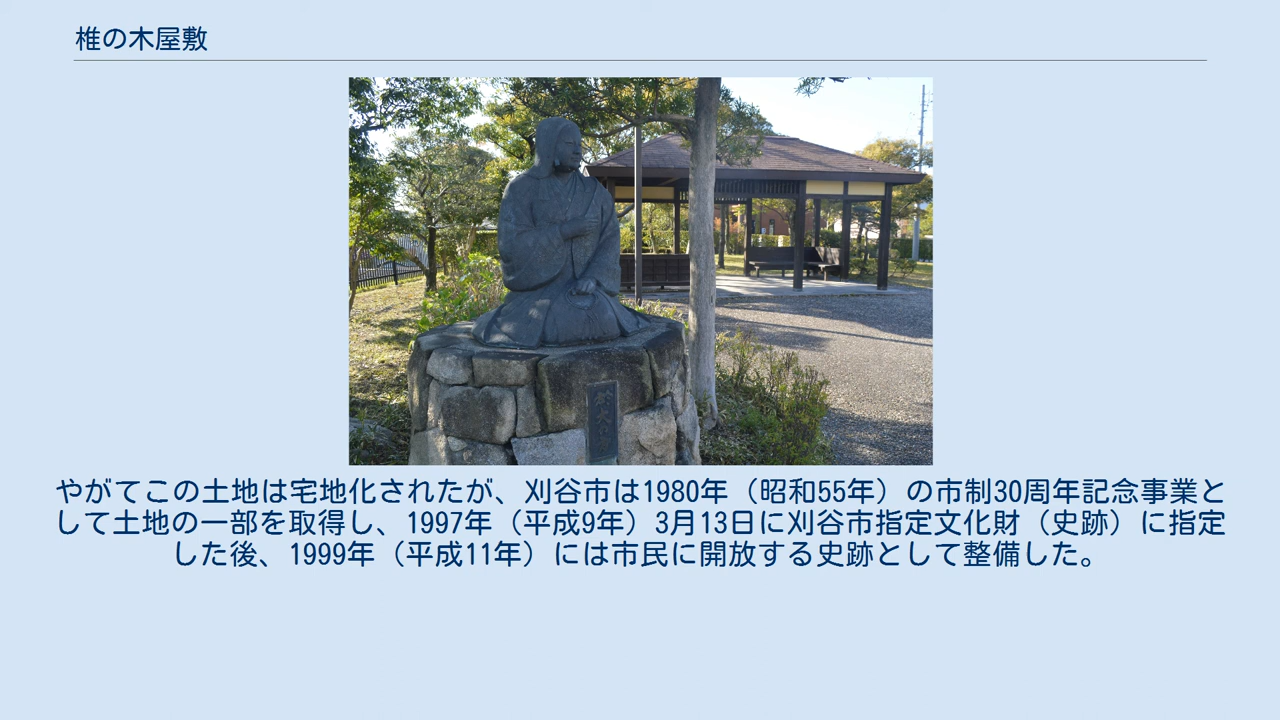 椎の木屋敷
やがてこの土地は宅地化されたが、刈谷市は1980年（昭和55年）の市制30周年記念事業と
して土地の一部を取得し、1997年（平成9年）3月13日に刈谷市指定文化財（史跡）に指定
した後、1999年（平成11年）には市民に開放する史跡として整備した。